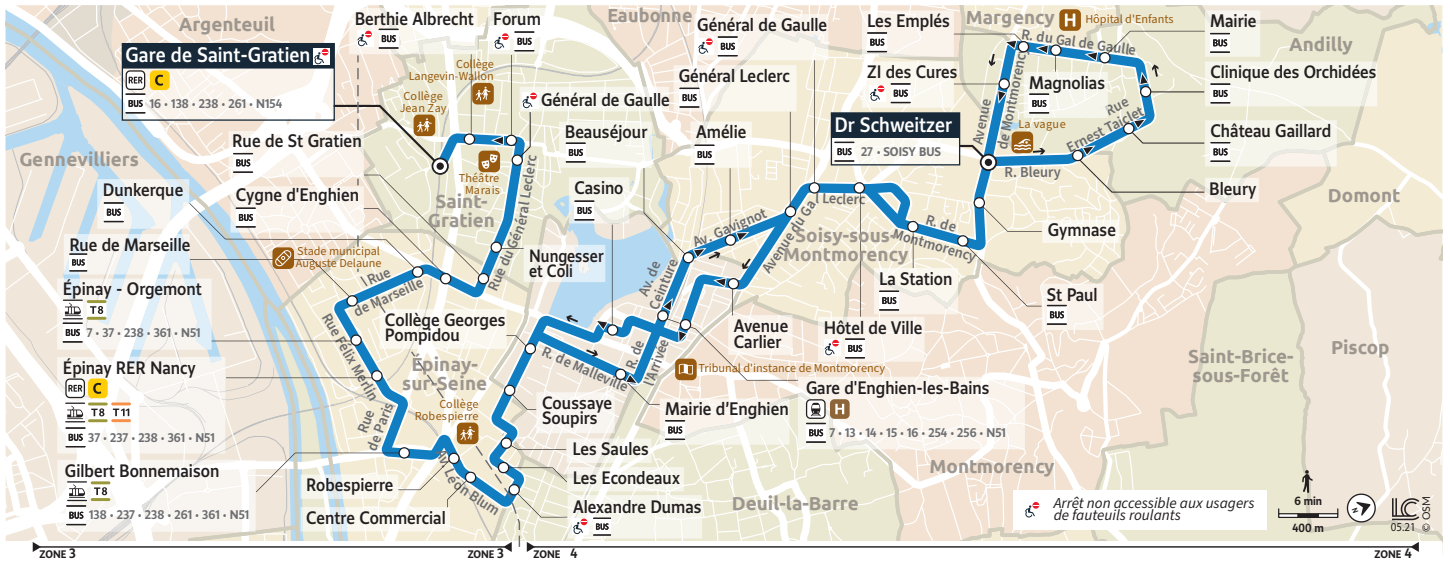 Argenteuil
Berthie Albrecht
BUS
Forum
BUS
Eaubonne
Général de Gaulle
BUS
Les Emplés
BUS
Margency
H
Hôpital d'Enfants
Mairie
BUS
Andilly
Gare de Saint-Gratien
RER C
BUS 16 • 138 • 238 • 261 • N154
Collège
Langevin-Wallon
Collège
Jean Zay
Général de Gaulle
BUS
Général Leclerc
BUS
ZI des Cures
BUS
R. du Gal de Gaulle
Magnolias
BUS
Clinique des Orchidées
BUS
Gennevilliers
Rue de St Gratien
BUS
Théâtre
Marais
Saint-
Gratien
Rue du Général Leclerc
Beauséjour
BUS
Amélie
BUS
Dr Schweitzer
BUS 27 • SOISY BUS
Avenue
de Montmorency
La vague
Rue
Ernest Taiclet
Château Gaillard
BUS
Dunkerque
BUS
Cygne d'Enghien
BUS
Casino
BUS
R. Bleury
Bleury
Domont
Rue de Marseille
BUS
Stade municipal
Auguste Delaune
Nungesser
et Coli
Av. Gavignot
Avenue du Gal Leclerc
Soisy-sous-
Montmorency
R. de
Montmorency
Gymnase
Épinay - Orgemont
T8
BUS 7 • 37 • 238 • 361 • N51
Rue
de Marseille
Av. de
Ceinture
La Station
BUS
St Paul
BUS
Collège Georges
Pompidou
Avenue
Carlier
Hôtel de Ville
BUS
Rue Félix Merlin
Épinay RER Nancy
RER C
T8 T11
BUS 37 • 237 • 238 • 361 • N51
Épinay-
sur-Seine
R. de Malleville
R. de
l'Arrivée
Tribunal d'instance de Montmorency
Saint-Brice-
sous-Forêt
Piscop
Rue
de Paris
Collège
Robespierre
Coussaye
Soupirs
Mairie d'Enghien
BUS
Gare d'Enghien-les-Bains
H
BUS 7 • 13 • 14 • 15 • 16 • 254 • 256 • N51
Gilbert Bonnemaison
T8
BUS 138 • 237 • 238 • 261 • 361 • N51
Les Saules
Montmorency
Robespierre
Av. Léon Blum
Les Econdeaux
Centre Commercial
Alexandre Dumas
BUS
Deuil-la-Barre
Arrêt non accessible aux usagers
de fauteuils roulants
6 min
400 m
LC
05.21
© OSM
ZONE 3
ZONE 3
ZONE 4
ZONE 4